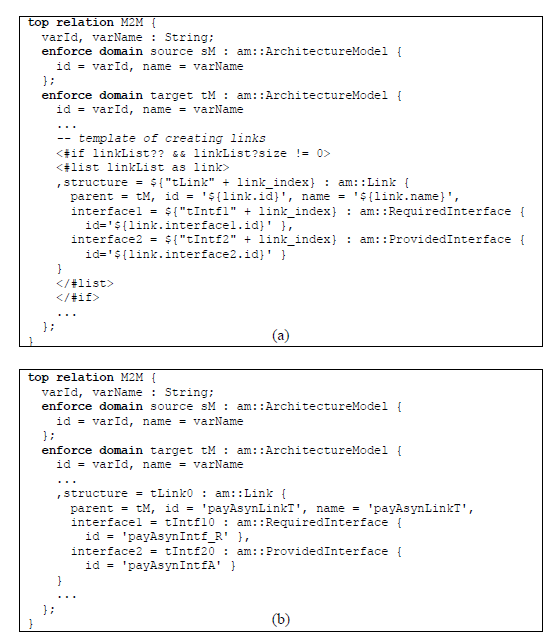 top relation M2M {
varId, varName : String;
enforce domain source sM : am::ArchitectureModel {
id = varId, name = varName
};
enforce domain target tM : am::ArchitectureModel {
id = varId, name = varName
...
-- template of creating links
<#if linkList?? && linkList?size != 0>
<#list linkList as link>
,structure = ${"tLink" + link_index} : am::Link {
parent = tM, id = '${link.id}', name = '${link.name}',
interface1 = ${"tIntf1" + link_index} : am::RequiredInterface {
id='${link.interface1.id}' },
interface2 = ${"tIntf2" + link_index} : am::ProvidedInterface {
id='${link.interface2.id}' }
}
</#list>
</#if>
...
};
}
(a)
top relation M2M {
varId, varName : String;
enforce domain source sM : am::ArchitectureModel {
id = varId, name = varName
};
enforce domain target tM : am::ArchitectureModel {
id = varId, name = varName
...
,structure = tLink0 : am::Link {
parent = tM, id = 'payAsynLinkT', name = 'payAsynLinkT',
interface1 = tIntf10 : am::RequiredInterface {
id = 'payAsynIntf_R' },
interface2 = tIntf20 : am::ProvidedInterface {
id = 'payAsynIntfA' }
}
...
};
}
(b)